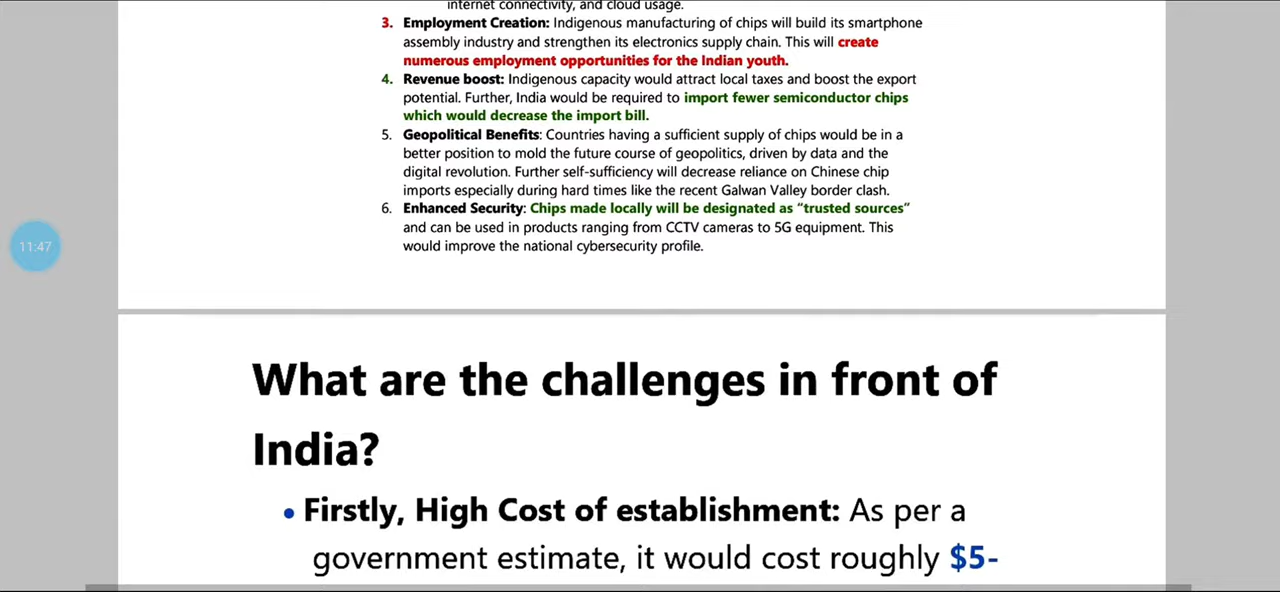 internet connectivity, and cloud usage.
3. Employment Creation: Indigenous manufacturing of chips will build its smartphone
assembly industry and strengthen its electronics supply chain. This will create
numerous employment opportunities for the Indian youth.
4. Revenue boost: Indigenous capacity would attract local taxes and boost the export
potential. Further, India would be required to import fewer semiconductor chips
which would decrease the import bill.
5. Geopolitical Benefits: Countries having a sufficient supply of chips would be in a
better position to mold the future course of geopolitics, driven by data and the
digital revolution. Further self-sufficiency will decrease reliance on Chinese chip
imports especially during hard times like the recent Galwan Valley border clash.
6. Enhanced Security: Chips made locally will be designated as “trusted sources”
and can be used in products ranging from CCTV cameras to 5G equipment. This
would improve the national cybersecurity profile.
11:47
What are the challenges in front of
India?
• Firstly, High Cost of establishment: As per a
government estimate, it would cost roughly $5-